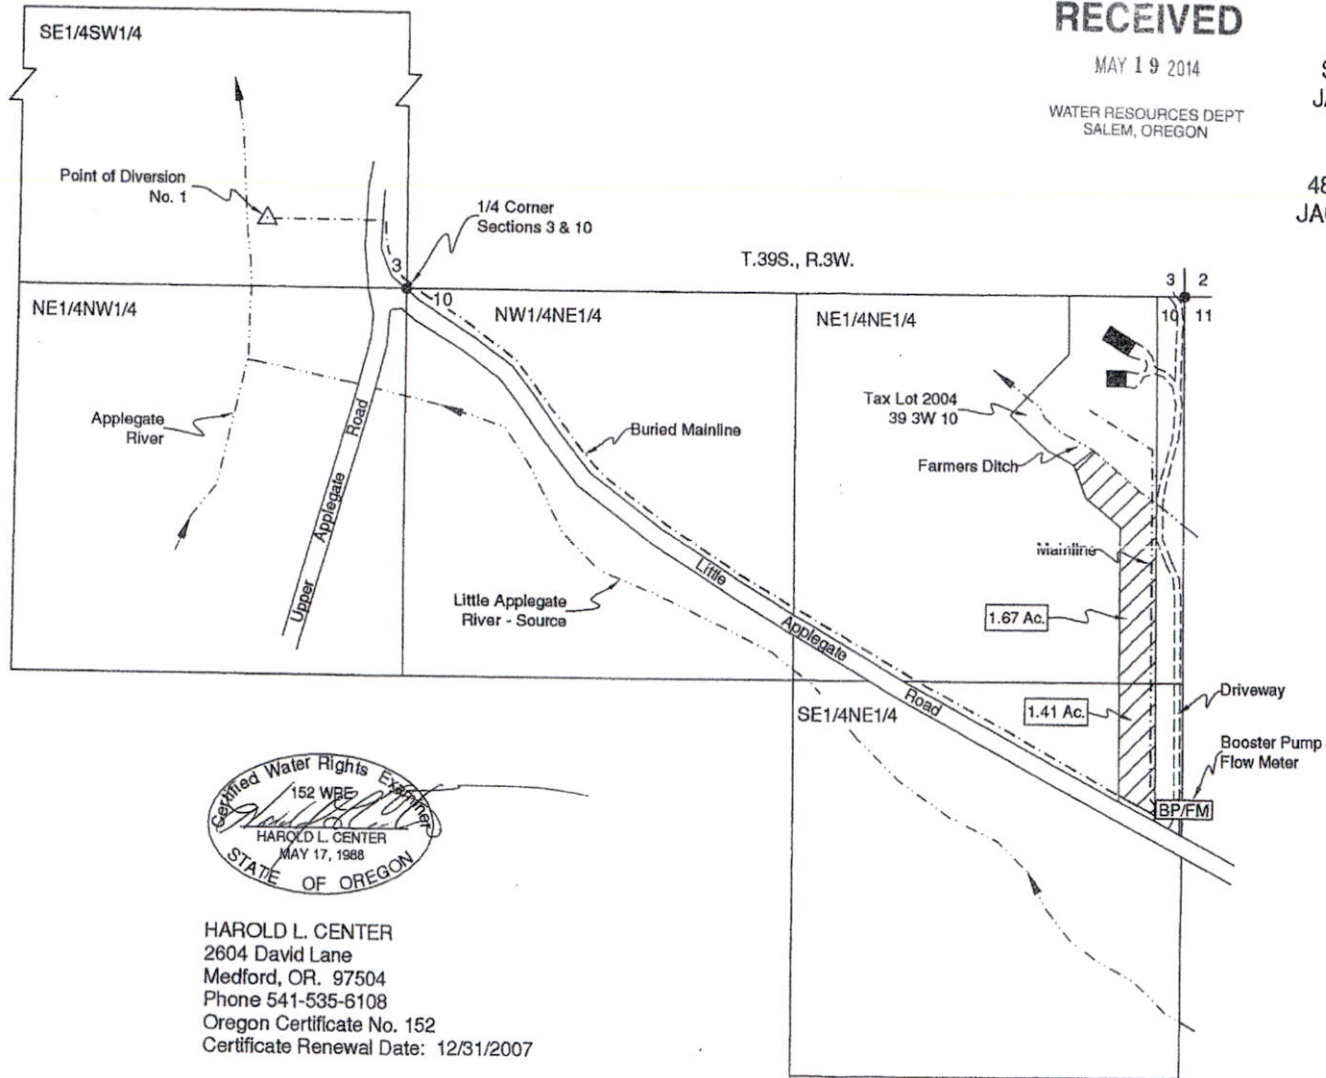 SE1/4SW1/4
RECEIVED
MAY 19 2014
WATER RESOURCES DEPT
SALEM, OREGON
S
JA
48
JAC
Point of Diversion
No. 1
1/4 Corner
Sections 3 & 10
T.39S., R.3W.
3
10
3 2
10 11
NE1/4NW1/4
NW1/4NE1/4
NE1/4NE1/4
Tax Lot 2004
39 3W 10
Farmers Ditch
Applegate
River
Upper Applegate Road
Buried Mainline
Mainline
Little Applegate
River - Source
Little Applegate Road
1.67 Ac.
1.41 Ac.
SE1/4NE1/4
Driveway
Booster Pump
Flow Meter
BP/FM
Certified Water Rights Examiner
152 WRE
HAROLD L. CENTER
MAY 17, 1988
STATE OF OREGON
HAROLD L. CENTER
2604 David Lane
Medford, OR. 97504
Phone 541-535-6108
Oregon Certificate No. 152
Certificate Renewal Date: 12/31/2007